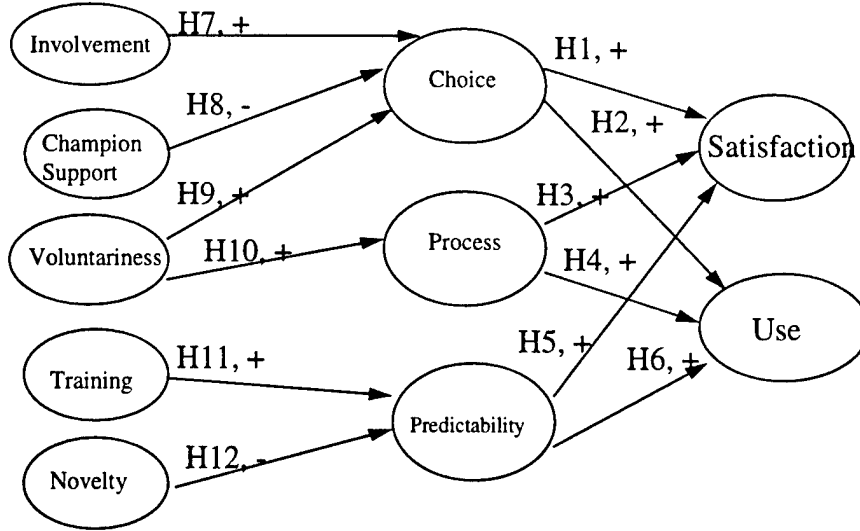 Involvement
H7, +
Choice
H1, +
H8, -
Champion
Support
H2, +
Satisfaction
H9, +
H3, +
Voluntariness
H10, +
Process
H4, +
Use
H5, +
H6, +
H11, +
Training
Predictability
H12, -
Novelty